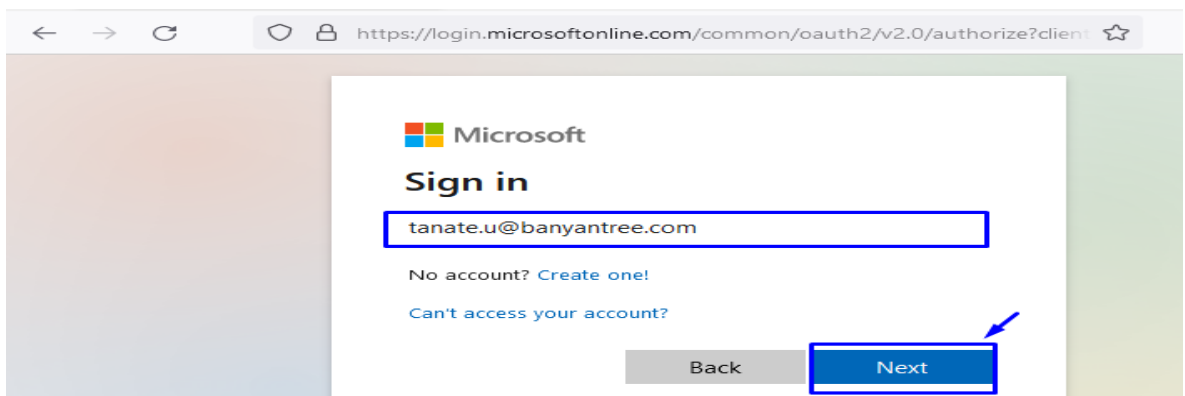 https://login.microsoftonline.com/common/oauth2/v2.0/authorize?client
Microsoft
Sign in
tanate.u@banyantree.com
No account? Create one!
Can't access your account?
Back Next